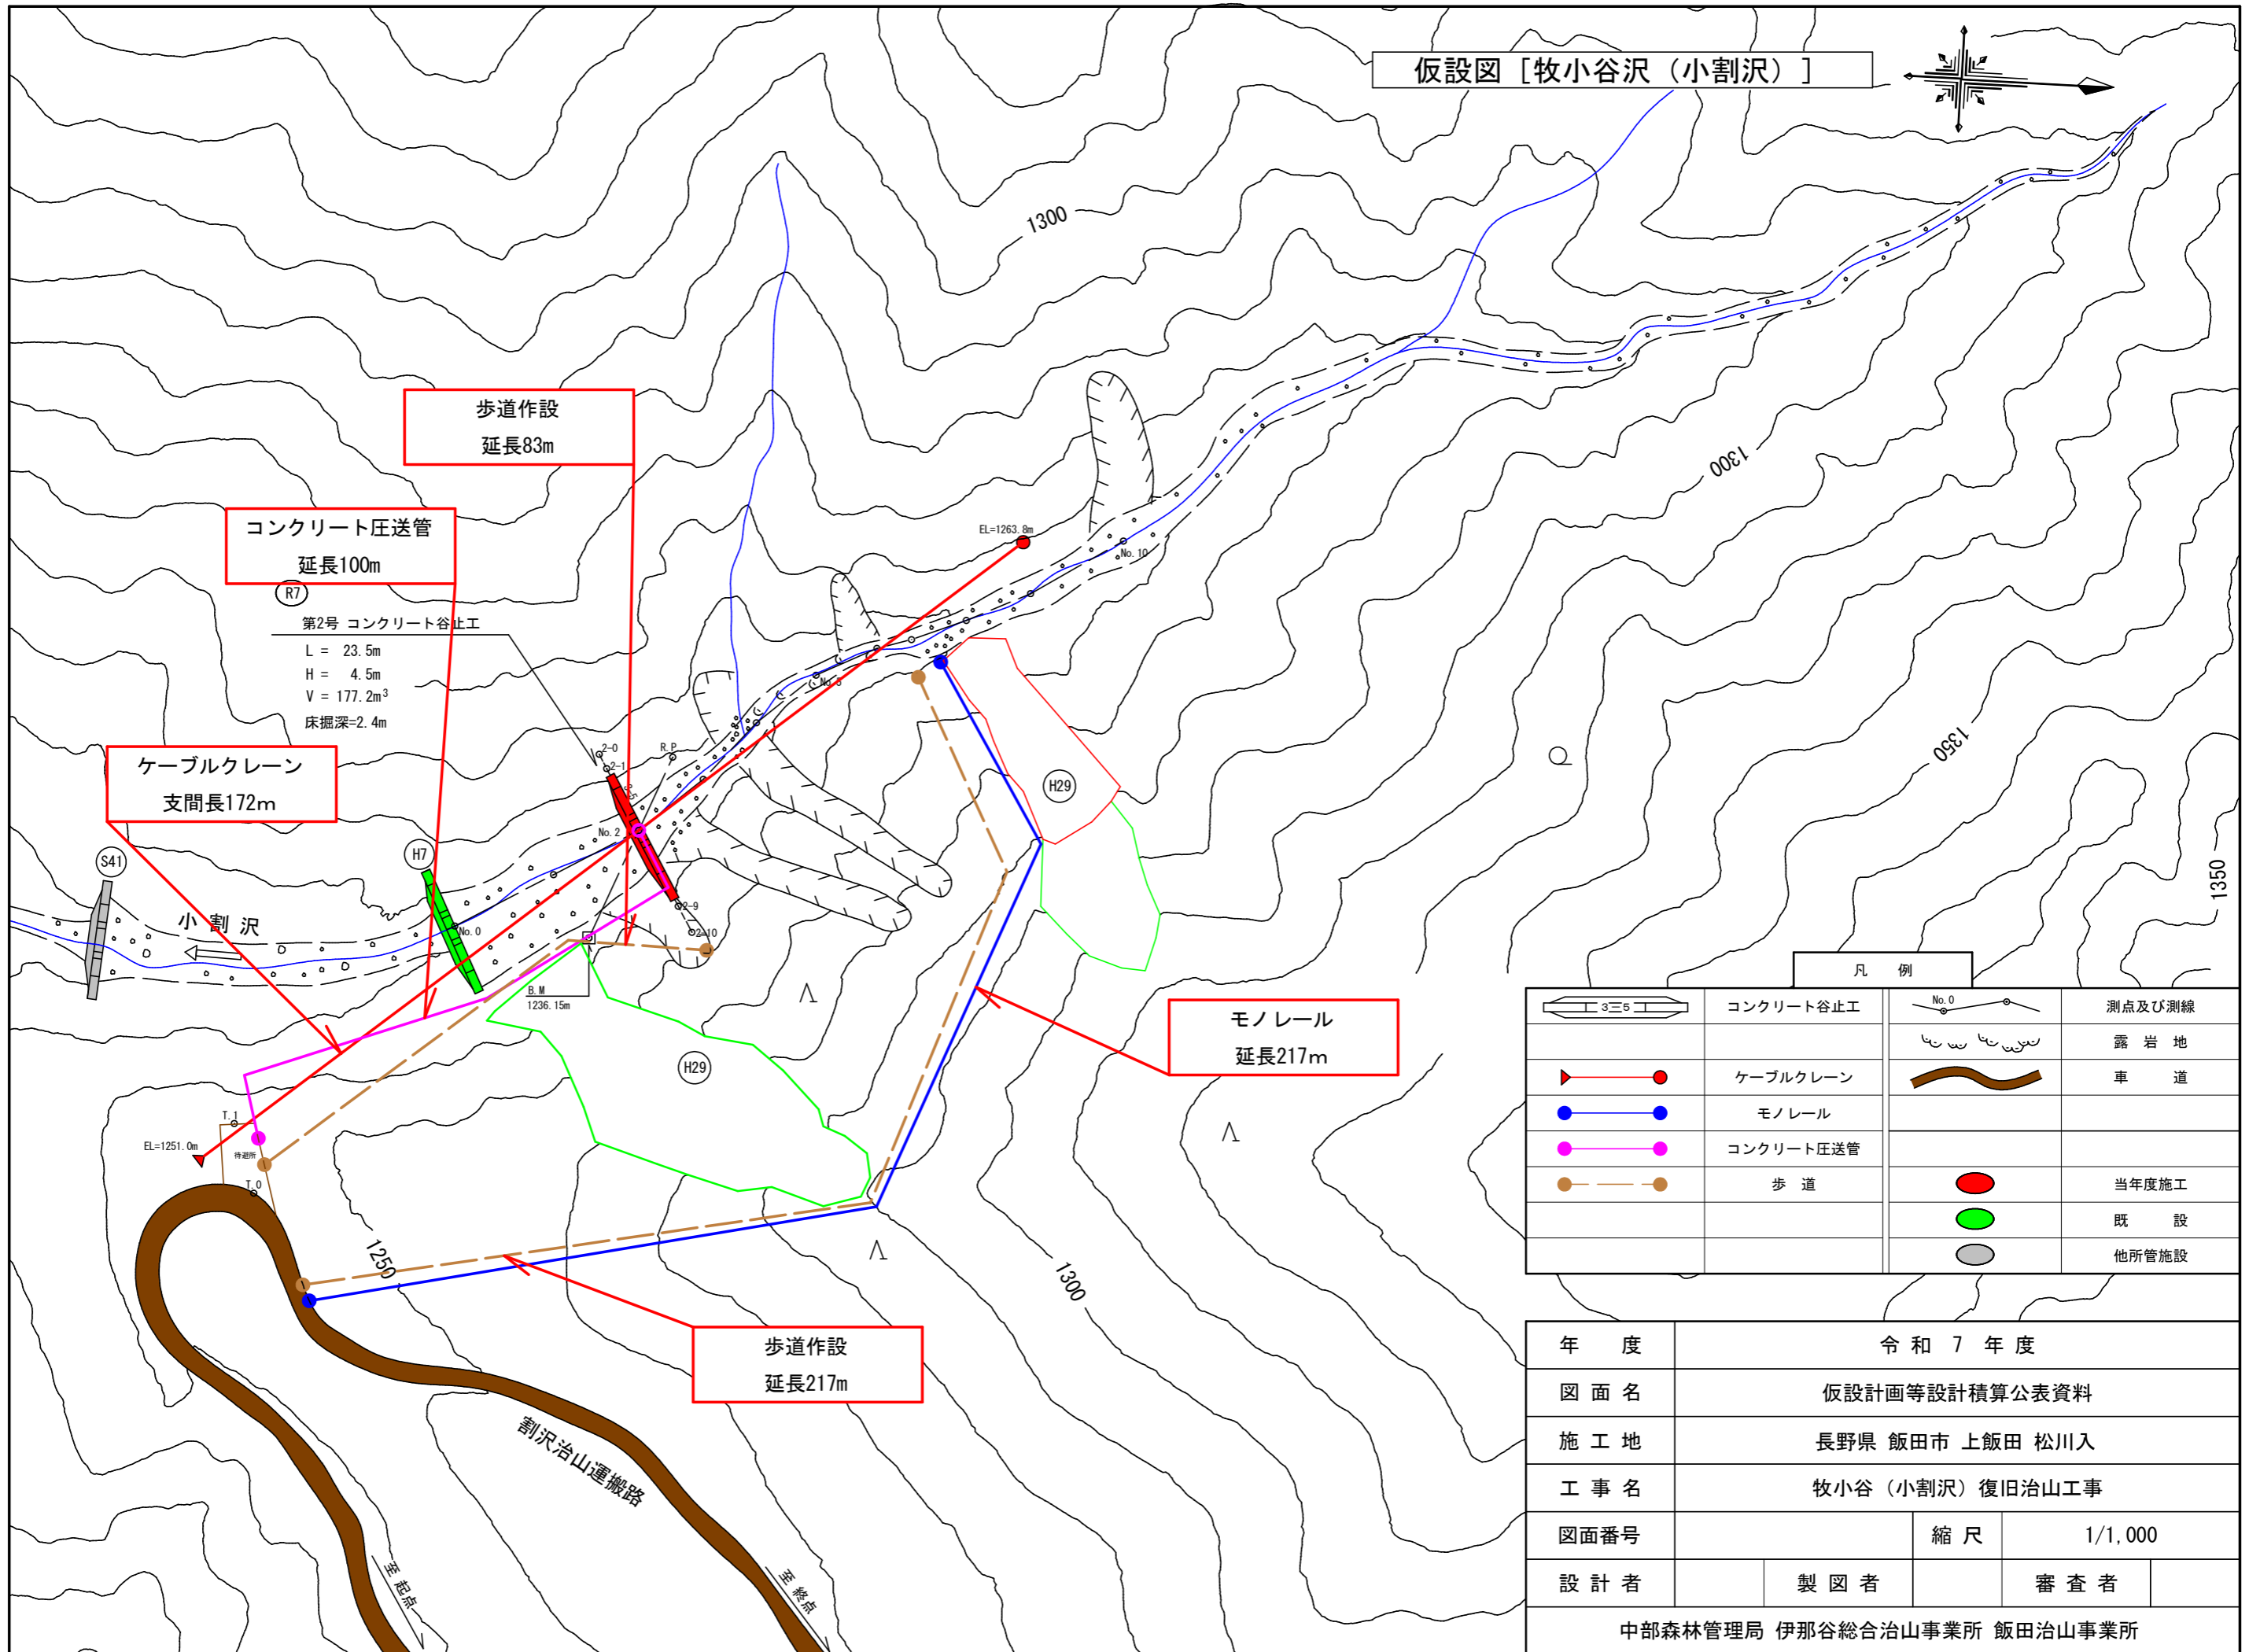 仮設図［牧小谷沢（小割沢）］
1300
歩道作設
延長83m
コンクリート圧送管
延長100m
R7
第2号 コンクリート谷止工
L = 23.5m
H = 4.5m
V = 177.2m³
床掘深=2.4m
ケーブルクレーン
支間長172m
EL=1263.8m
No.10
No.5
1300
1350
1350
2-0
2-1
R.P
No.2
2-9
2-10
S41
H7
小割沢
No.0
B.M
1236.15m
H29
H29
モノレール
延長217m
T.1
EL=1251.0m
待避所
T.0
1250
1300
歩道作設
延長217m
割沢治山運搬路
至 起点
至 終点
凡 例
3三5 コンクリート谷止工 No.0 測点及び測線
露岩地
ケーブルクレーン 車道
モノレール
コンクリート圧送管
歩道 当年度施工
既設
他所管施設
年度 令和 7 年度
図面名 仮設計画等設計積算公表資料
施工地 長野県 飯田市 上飯田 松川入
工事名 牧小谷（小割沢）復旧治山工事
図面番号 縮尺 1/1,000
設計者 製図者 審査者
中部森林管理局 伊那谷総合治山事業所 飯田治山事業所